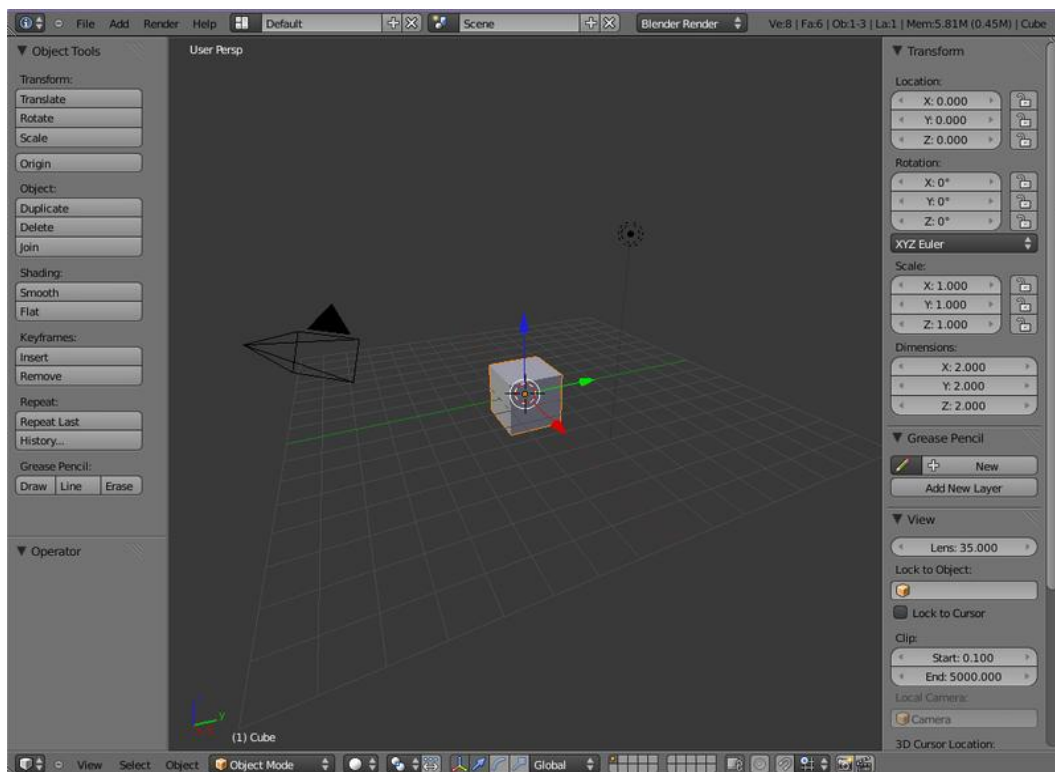 File Add Render Help Default Scene Blender Render Ve:8 | Fa:6 | Ob:1-3 | La:1 | Mem:5.81M (0.45M) | Cube
Object Tools
Transform:
Translate
Rotate
Scale
Origin
Object:
Duplicate
Delete
Join
Shading:
Smooth
Flat
Keyframes:
Insert
Remove
Repeat:
Repeat Last
History...
Grease Pencil:
Draw Line Erase
Operator
User Persp
y
(1) Cube
Transform
Location:
X: 0.000
Y: 0.000
Z: 0.000
Rotation:
X: 0°
Y: 0°
Z: 0°
XYZ Euler
Scale:
X: 1.000
Y: 1.000
Z: 1.000
Dimensions:
X: 2.000
Y: 2.000
Z: 2.000
Grease Pencil
New
Add New Layer
View
Lens: 35.000
Lock to Object:
Lock to Cursor
Clip:
Start: 0.100
End: 5000.000
Local Camera:
Camera
3D Cursor Location:
View Select Object Object Mode Global